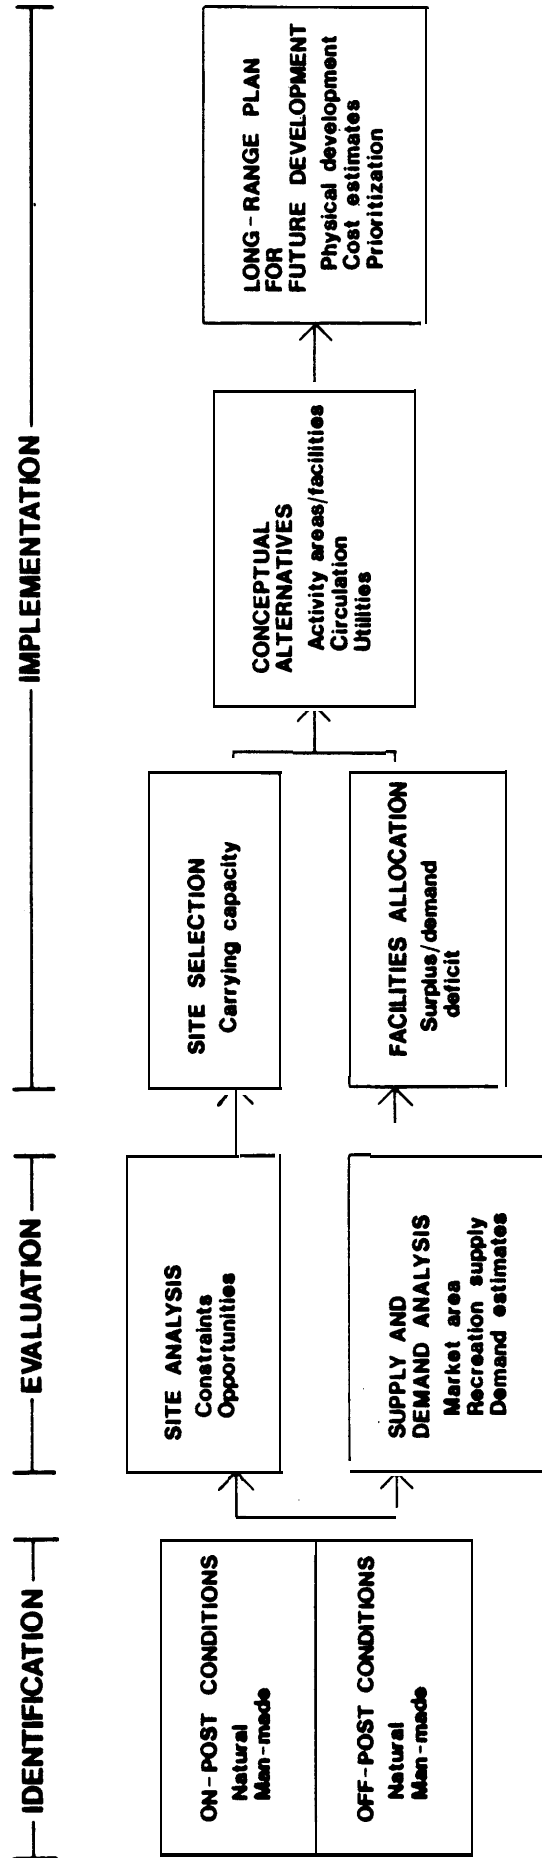 IDENTIFICATION
EVALUATION
IMPLEMENTATION
ON-POST CONDITIONS
Natural
Man-made
OFF-POST CONDITIONS
Natural
Man-made
SITE ANALYSIS
Constraints
Opportunities
SUPPLY AND
DEMAND ANALYSIS
Market area
Recreation supply
Demand estimates
SITE SELECTION
Carrying capacity
FACILITIES ALLOCATION
Surplus/demand
deficit
CONCEPTUAL
ALTERNATIVES
Activity areas/facilities
Circulation
Utilities
LONG-RANGE PLAN
FOR
FUTURE DEVELOPMENT
Physical development
Cost estimates
Prioritization